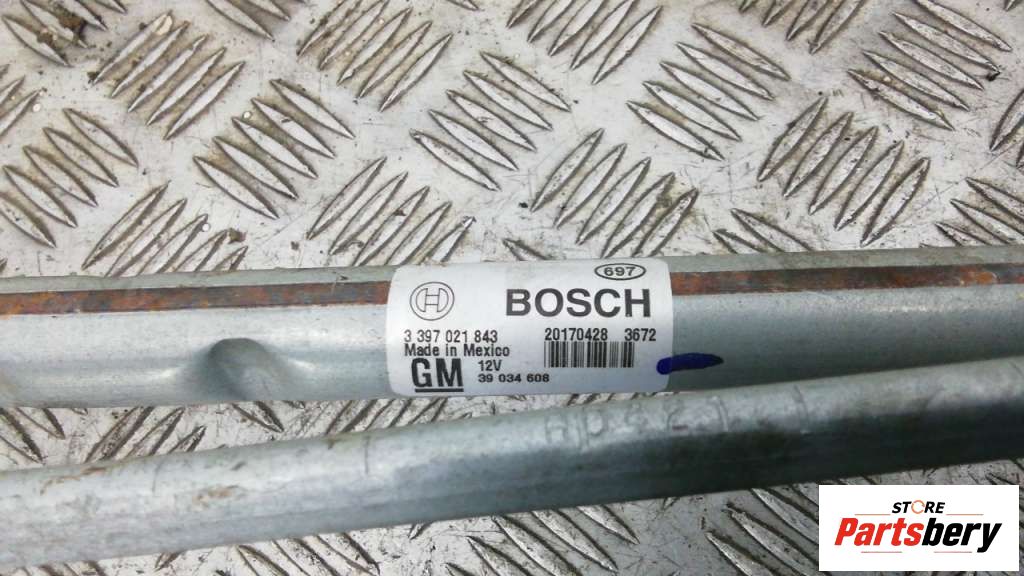 697
BOSCH
3 397 021 843
20170428 3672
Made in Mexico
GM
12V
39 034 608
STORE
Partsbery